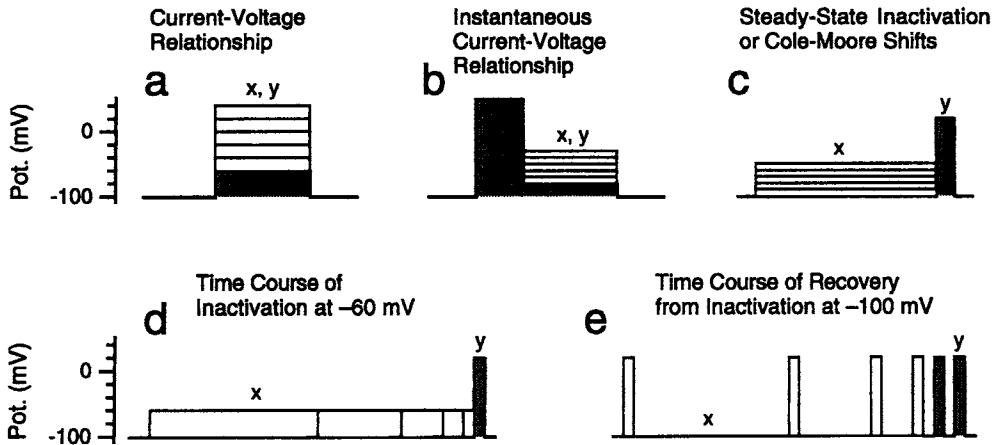 Current-Voltage
Relationship
a
x, y
Pot. (mV)
0
-100
Instantaneous
Current-Voltage
Relationship
b
x, y
Steady-State Inactivation
or Cole-Moore Shifts
c
x
y
Time Course of
Inactivation at –60 mV
d
x
y
Pot. (mV)
0
-100
Time Course of Recovery
from Inactivation at –100 mV
e
x
y